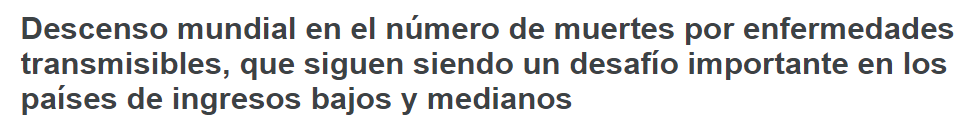 Descenso mundial en el número de muertes por enfermedades
transmisibles, que siguen siendo un desafío importante en los
países de ingresos bajos y medianos